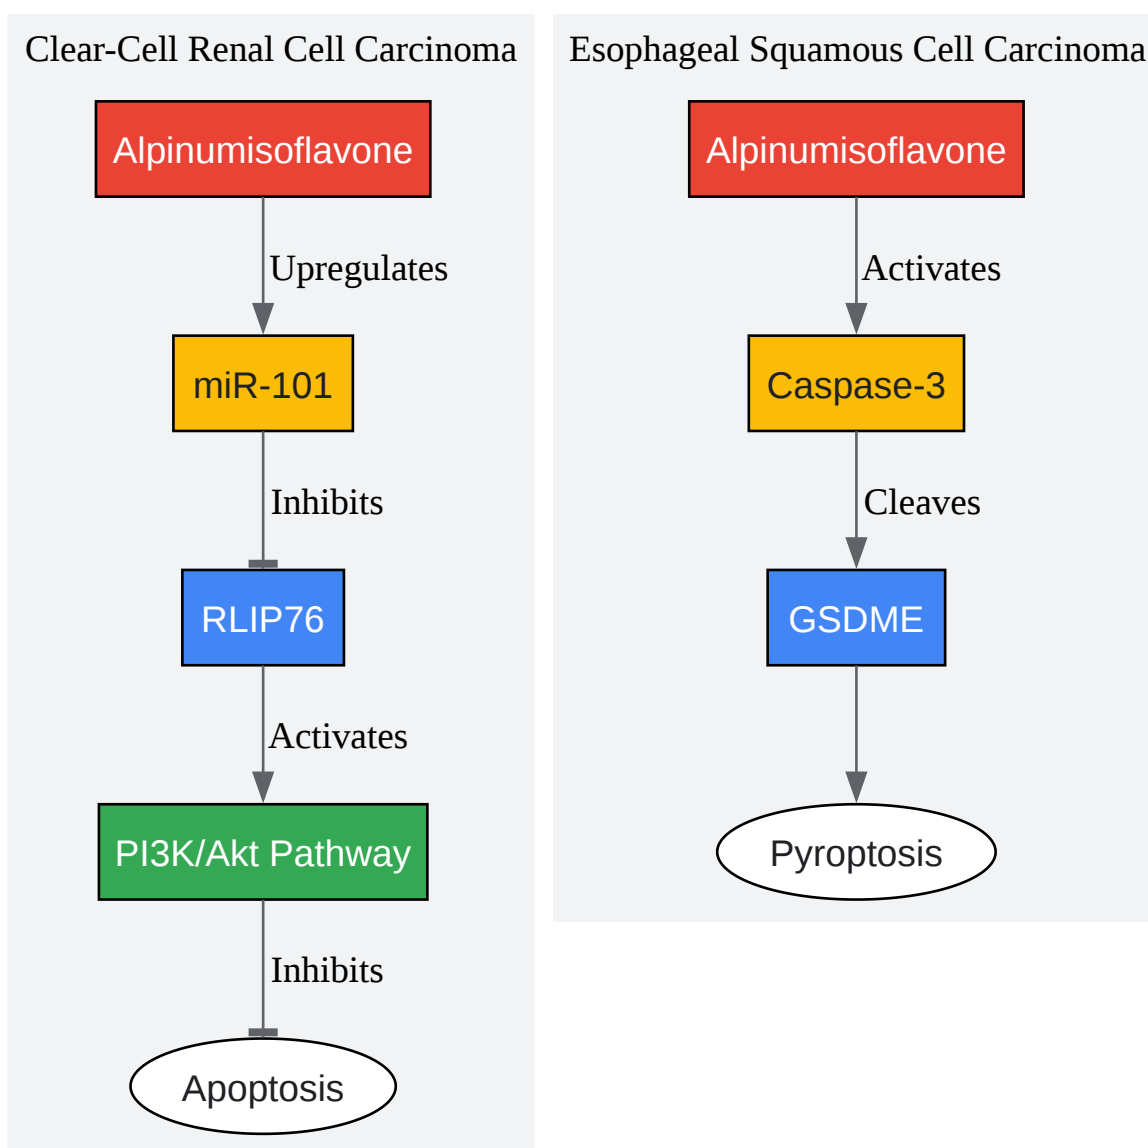 Clear-Cell Renal Cell Carcinoma
Alpinumisoflavone
Upregulates
miR-101
Inhibits
RLIP76
Activates
PI3K/Akt Pathway
Inhibits
Apoptosis
Esophageal Squamous Cell Carcinoma
Alpinumisoflavone
Activates
Caspase-3
Cleaves
GSDME
Pyroptosis